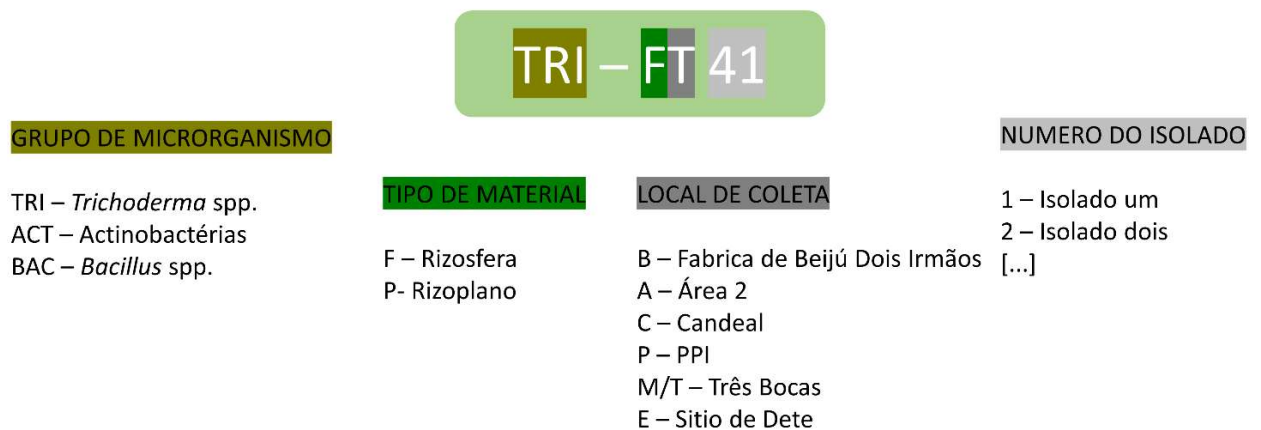 TRI – FT 41
GRUPO DE MICRORGANISMO
TRI – Trichoderma spp.
ACT – Actinobactérias
BAC – Bacillus spp.
TIPO DE MATERIAL
F – Rizosfera
P- Rizoplano
LOCAL DE COLETA
B – Fabrica de Beijú Dois Irmãos
A – Área 2
C – Candeal
P – PPI
M/T – Três Bocas
E – Sitio de Dete
NUMERO DO ISOLADO
1 – Isolado um
2 – Isolado dois
[...]